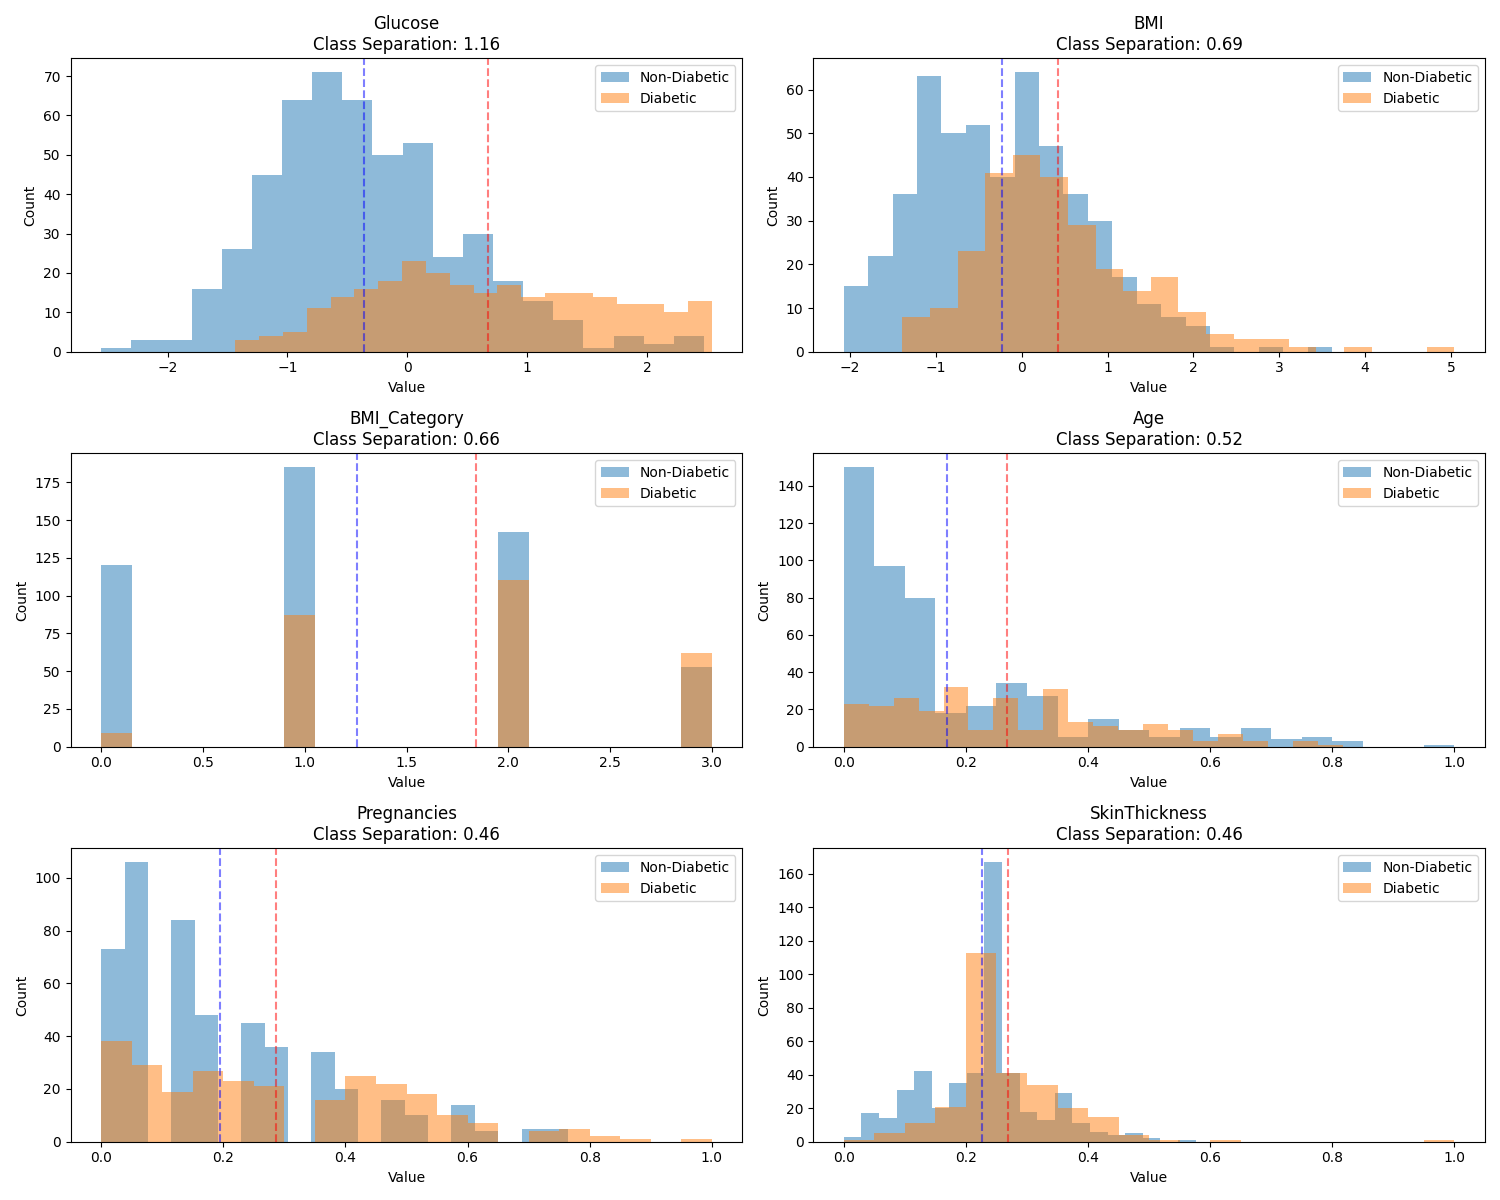 Glucose
Class Separation: 1.16
Count
70
60
50
40
30
20
10
0
Non-Diabetic
Diabetic
−2
−1
0
1
2
Value
BMI
Class Separation: 0.69
Count
60
50
40
30
20
10
0
Non-Diabetic
Diabetic
−2
−1
0
1
2
3
4
5
Value
BMI_Category
Class Separation: 0.66
Count
175
150
125
100
75
50
25
0
Non-Diabetic
Diabetic
0.0
0.5
1.0
1.5
2.0
2.5
3.0
Value
Age
Class Separation: 0.52
Count
140
120
100
80
60
40
20
0
Non-Diabetic
Diabetic
0.0
0.2
0.4
0.6
0.8
1.0
Value
Pregnancies
Class Separation: 0.46
Count
100
80
60
40
20
0
Non-Diabetic
Diabetic
0.0
0.2
0.4
0.6
0.8
1.0
Value
SkinThickness
Class Separation: 0.46
Count
160
140
120
100
80
60
40
20
0
Non-Diabetic
Diabetic
0.0
0.2
0.4
0.6
0.8
1.0
Value